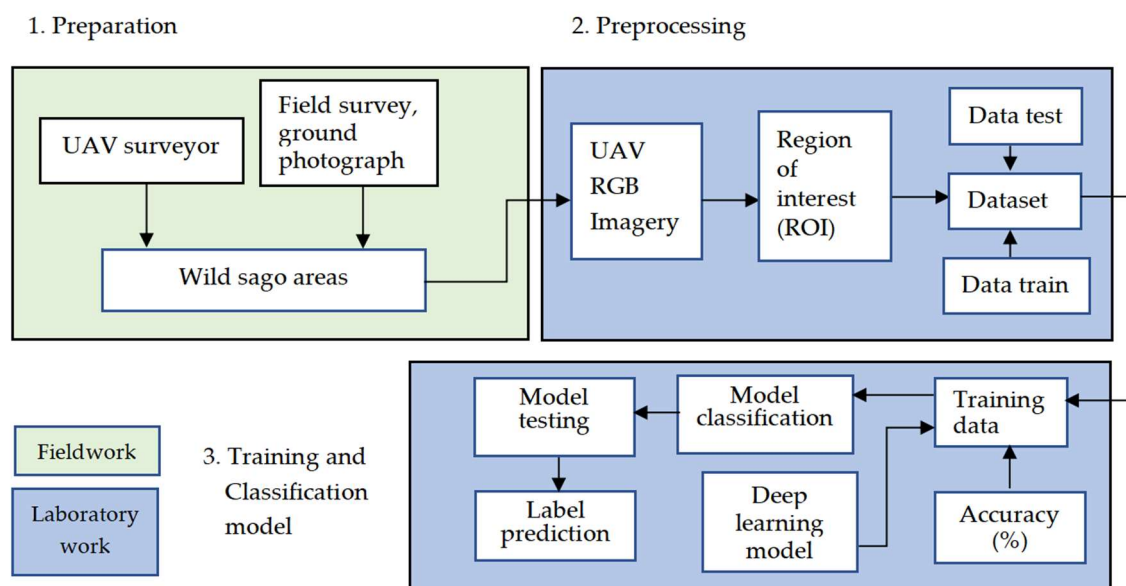 1. Preparation
2. Preprocessing
UAV surveyor
Field survey,
ground
photograph
Wild sago areas
UAV
RGB
Imagery
Region
of
interest
(ROI)
Data test
Dataset
Data train
Model
testing
Model
classification
Training
data
Label
prediction
Deep
learning
model
Accuracy
(%)
Fieldwork
Laboratory
work
3. Training and
Classification
model